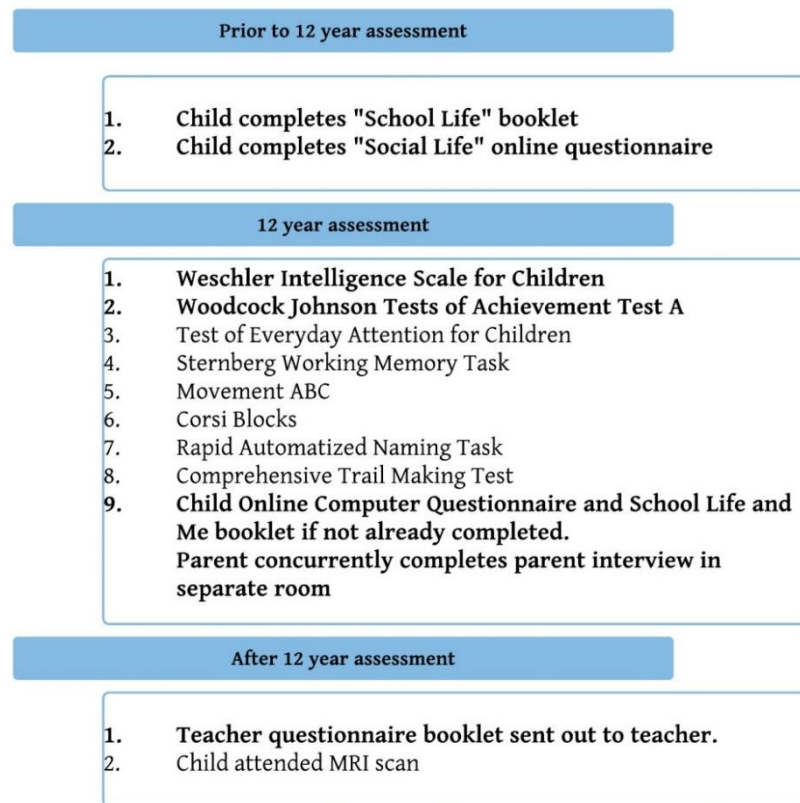 Prior to 12 year assessment
1. Child completes "School Life" booklet
2. Child completes "Social Life" online questionnaire
12 year assessment
1. Weschler Intelligence Scale for Children
2. Woodcock Johnson Tests of Achievement Test A
3. Test of Everyday Attention for Children
4. Sternberg Working Memory Task
5. Movement ABC
6. Corsi Blocks
7. Rapid Automatized Naming Task
8. Comprehensive Trail Making Test
9. Child Online Computer Questionnaire and School Life and
Me booklet if not already completed.
Parent concurrently completes parent interview in
separate room
After 12 year assessment
1. Teacher questionnaire booklet sent out to teacher.
2. Child attended MRI scan